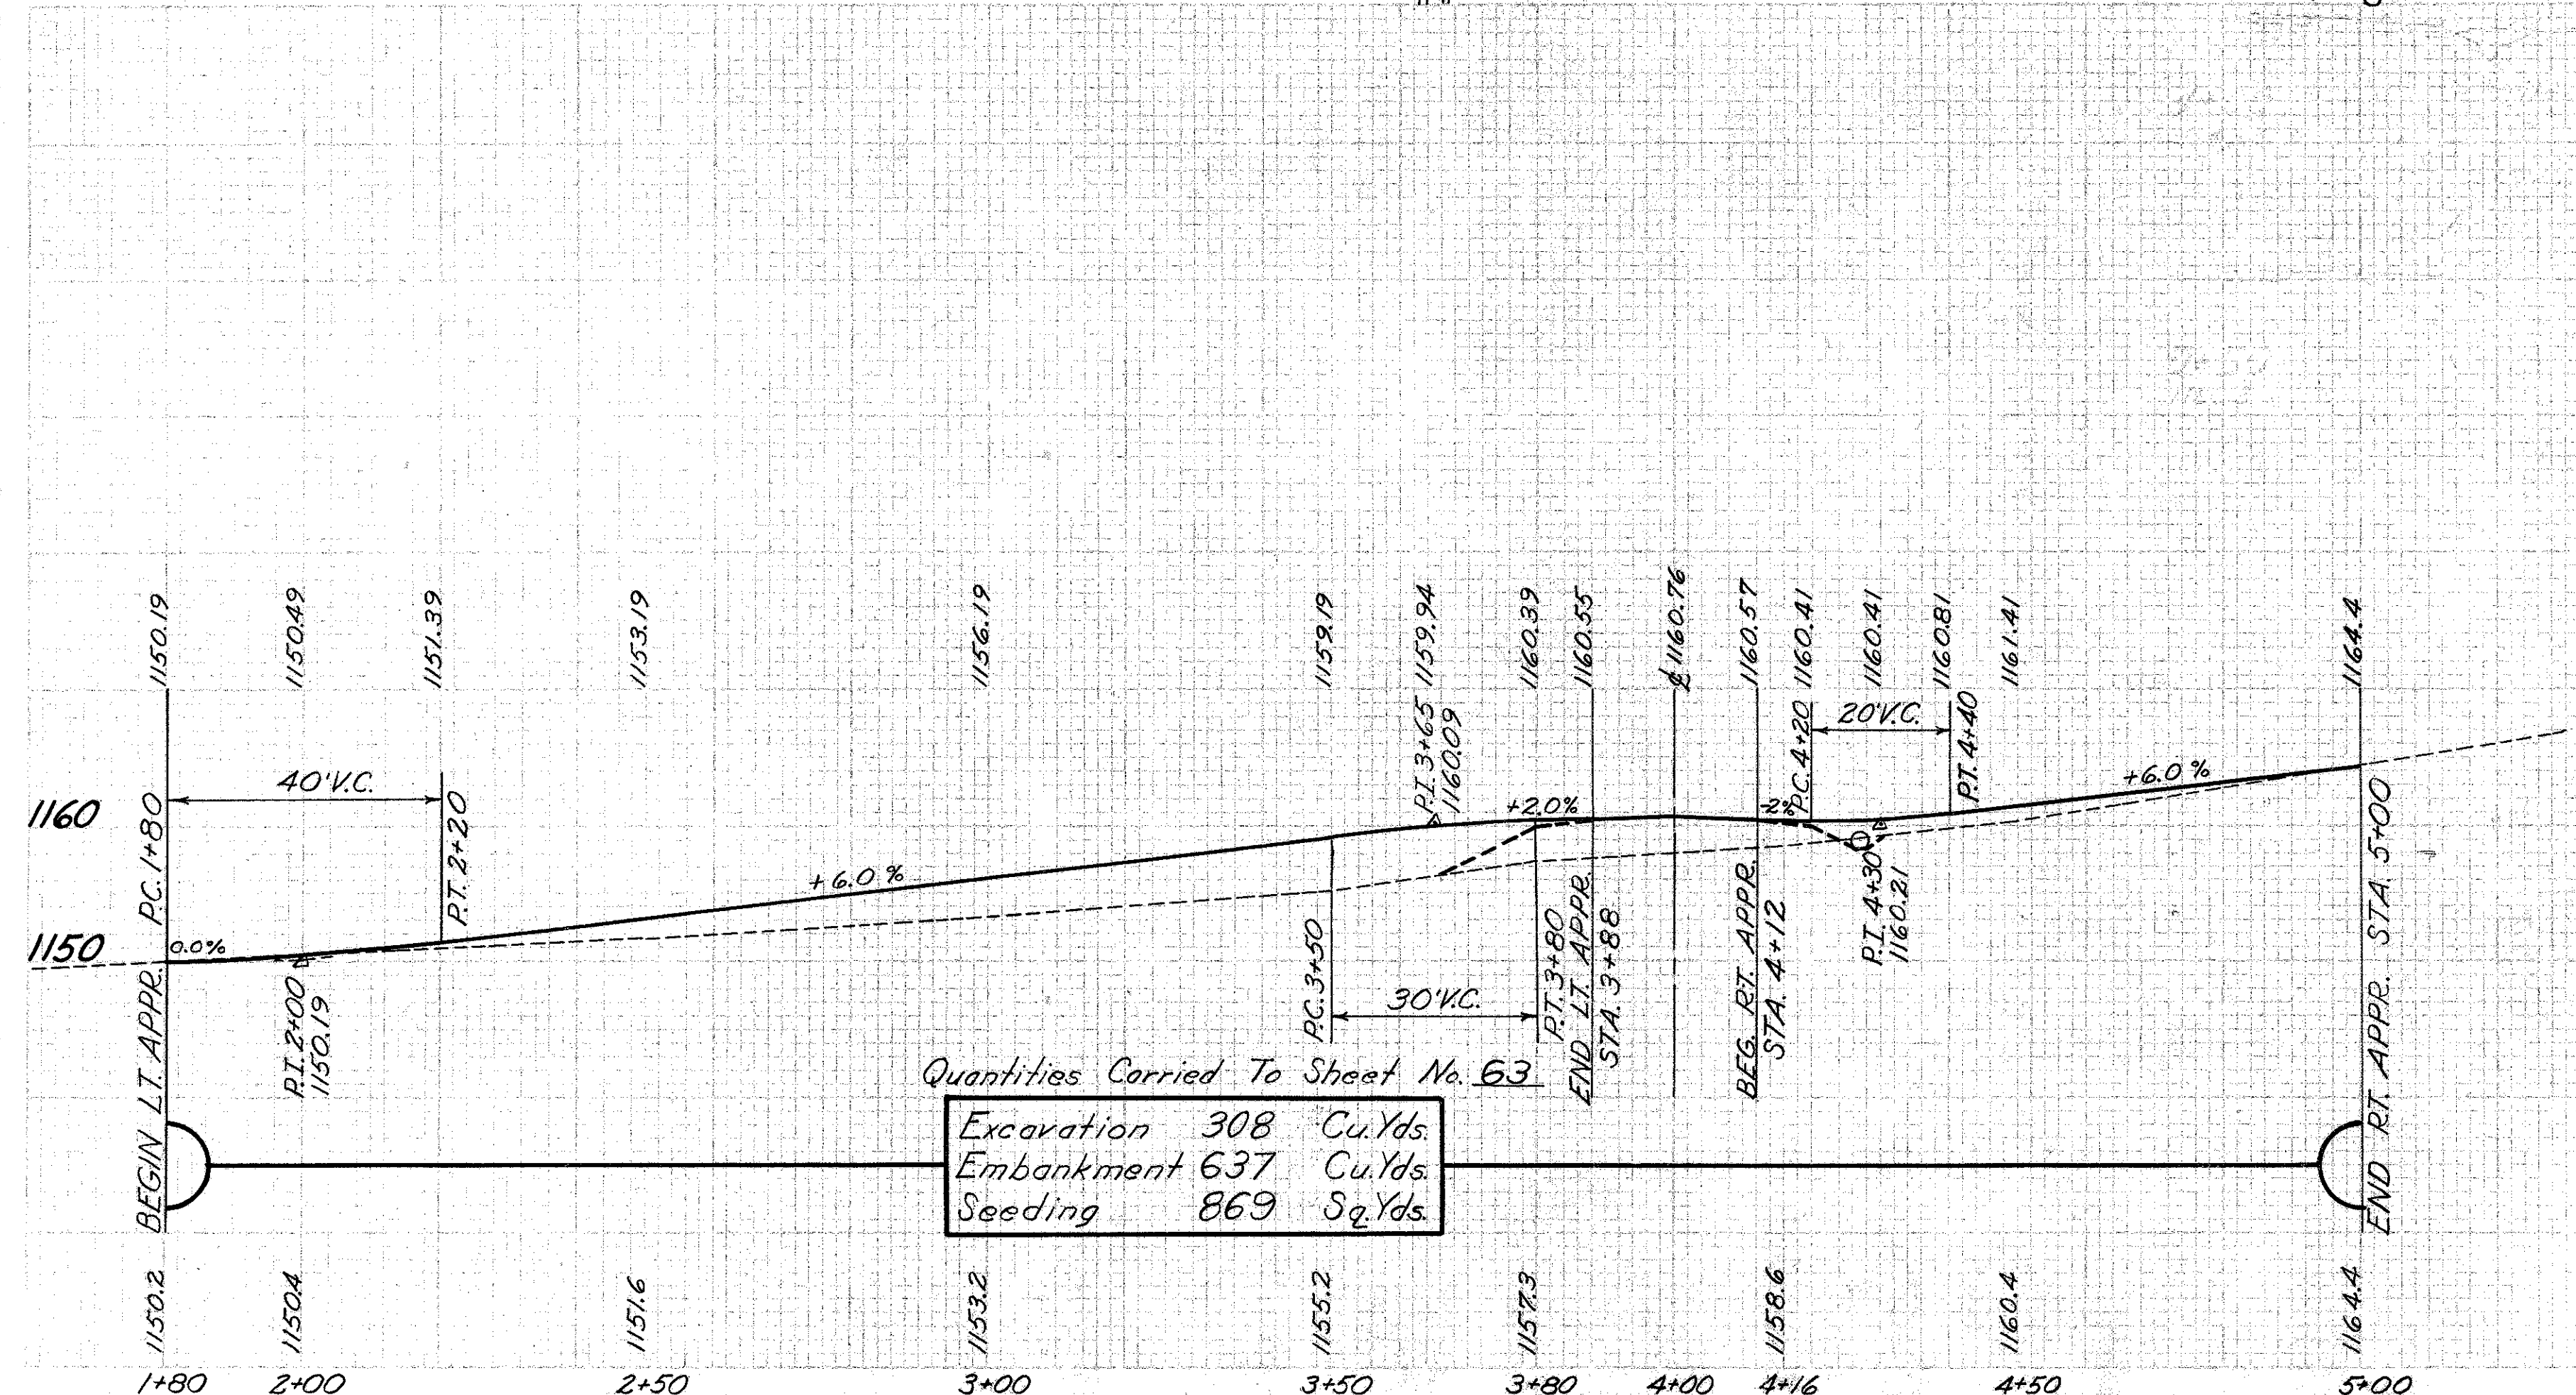 1150.19
1150.49
1151.39
1153.19
1156.19
1159.19
1159.94
1160.39
1160.55
℄ 1160.76
1160.57
1160.41
1160.41
1160.81
1161.41
1164.4
P.I. 3+65
1160.09
P.C. 4+20
20'V.C.
P.T. 4+40
40'V.C.
+2.0%
-2%
+6.0%
1160
P.C. 1+80
P.T. 2+20
+6.0%
1150
0.0%
P.I. 2+00
1150.19
P.C. 3+50
30'V.C.
P.T. 3+80
END LT. APPR.
STA. 3+88
BEG. RT. APPR.
STA. 4+12
P.I. 4+30
1160.21
BEGIN LT. APPR.
END RT. APPR. STA. 5+00
Quantities Carried To Sheet No. 63
Excavation 308 Cu.Yds.
Embankment 637 Cu.Yds.
Seeding 869 Sq.Yds.
1150.2
1150.4
1151.6
1153.2
1155.2
1157.3
1158.6
1160.4
1164.4
1+80 2+00 2+50 3+00 3+50 3+80 4+00 4+16 4+50 5+00